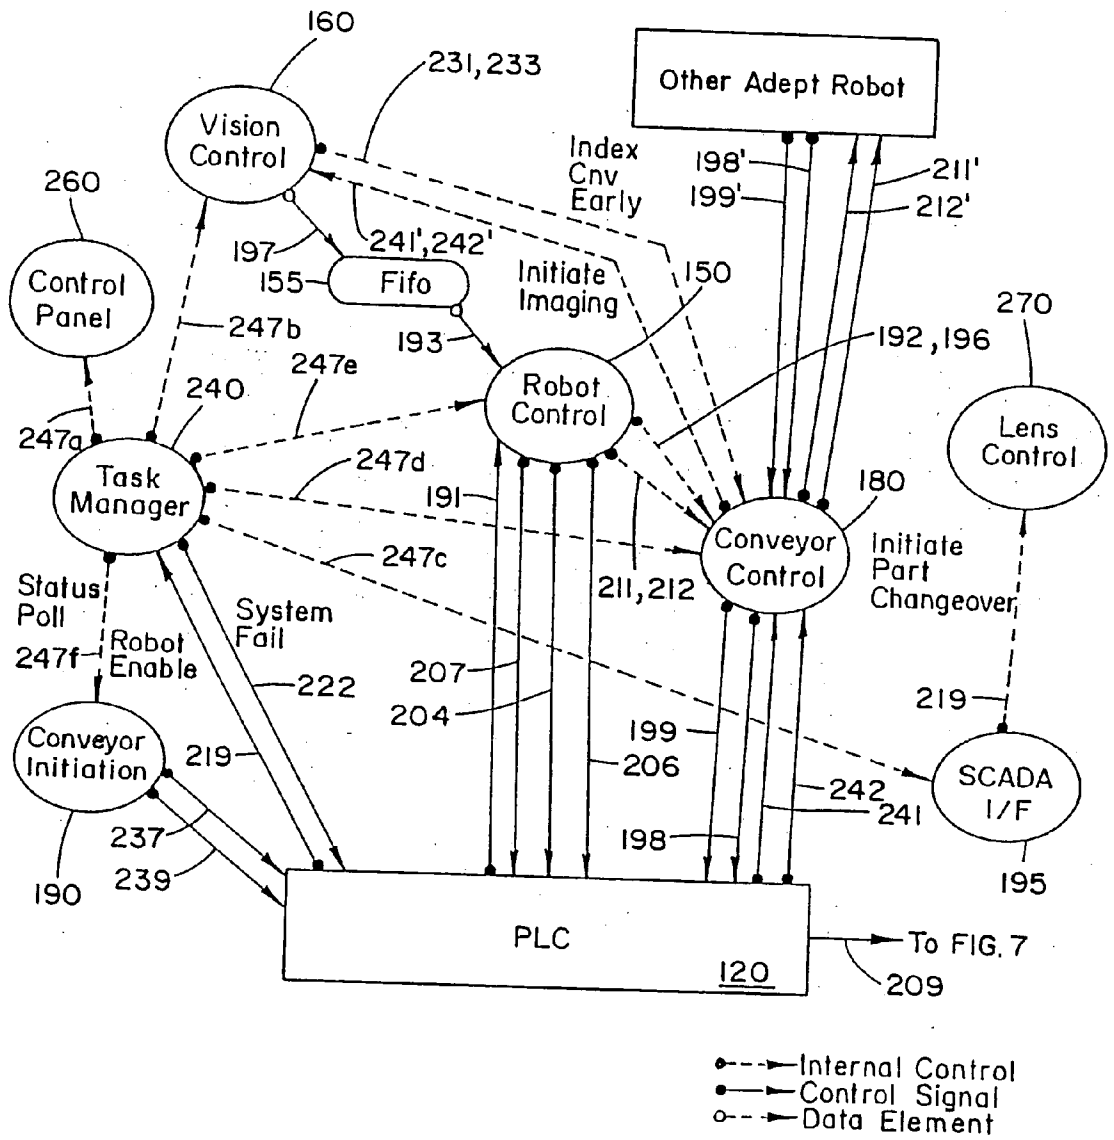 160
231,233
Other Adept Robot
Vision
Control
Index
Cnv
Early
198'
199'
211'
212'
260
197
241',242'
155
Fifo
Initiate
Imaging
150
270
Control
Panel
247b
193
192,196
247e
Robot
Control
240
247a
Lens
Control
Task
Manager
247d
191
180
Conveyor
Control
Initiate
Part
Changeover
247c
211,212
Status
Poll
System
Fail
247f
Robot
Enable
207
222
204
219
199
219
Conveyor
Initiation
206
242
SCADA
I/F
241
237
198
239
190
195
PLC
To FIG. 7
120
209
Internal Control
Control Signal
Data Element